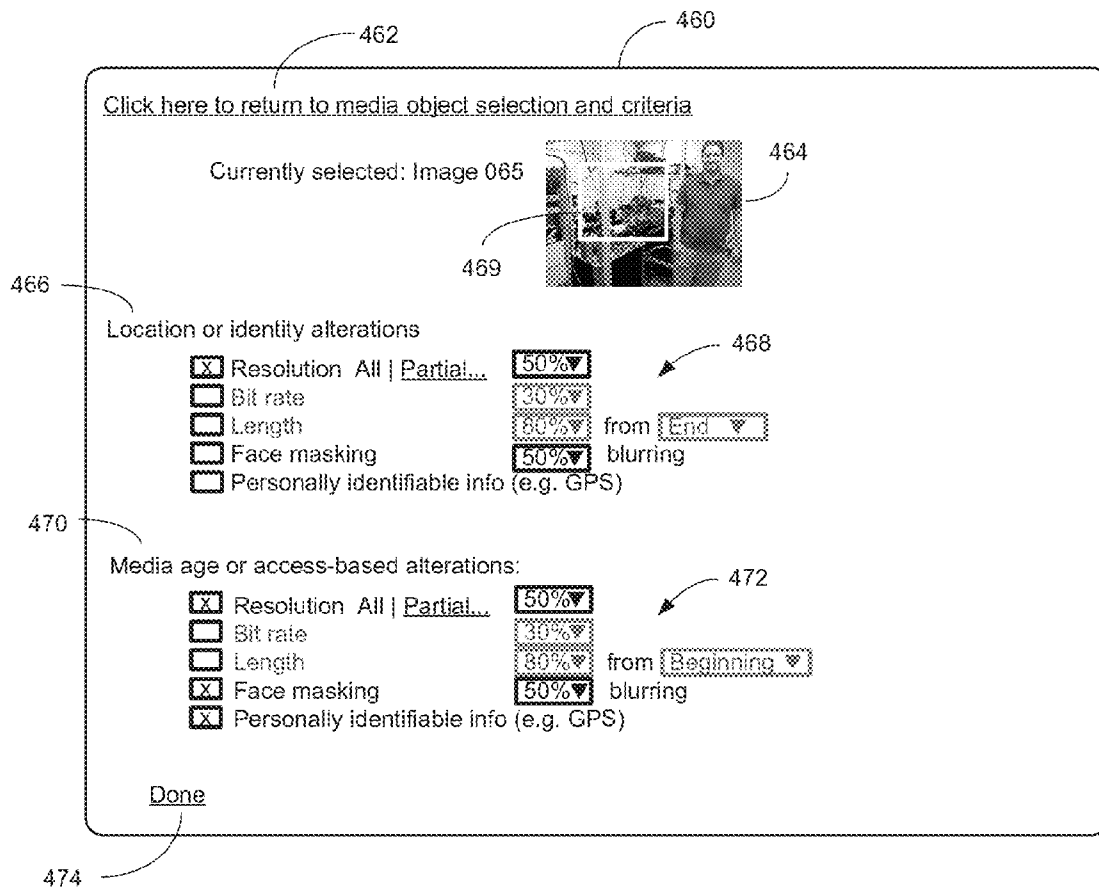 462
460
Click here to return to media object selection and criteria
Currently selected: Image 065
464
469
466
Location or identity alterations
X Resolution All | Partial... 50%▼
468
Bit rate 30%▼
Length 80%▼ from End ▼
Face masking 50%▼ blurring
Personally identifiable info (e.g. GPS)
470
Media age or access-based alterations:
X Resolution All | Partial... 50%▼
472
Bit rate 30%▼
Length 80%▼ from Beginning ▼
X Face masking 50%▼ blurring
X Personally identifiable info (e.g. GPS)
Done
474